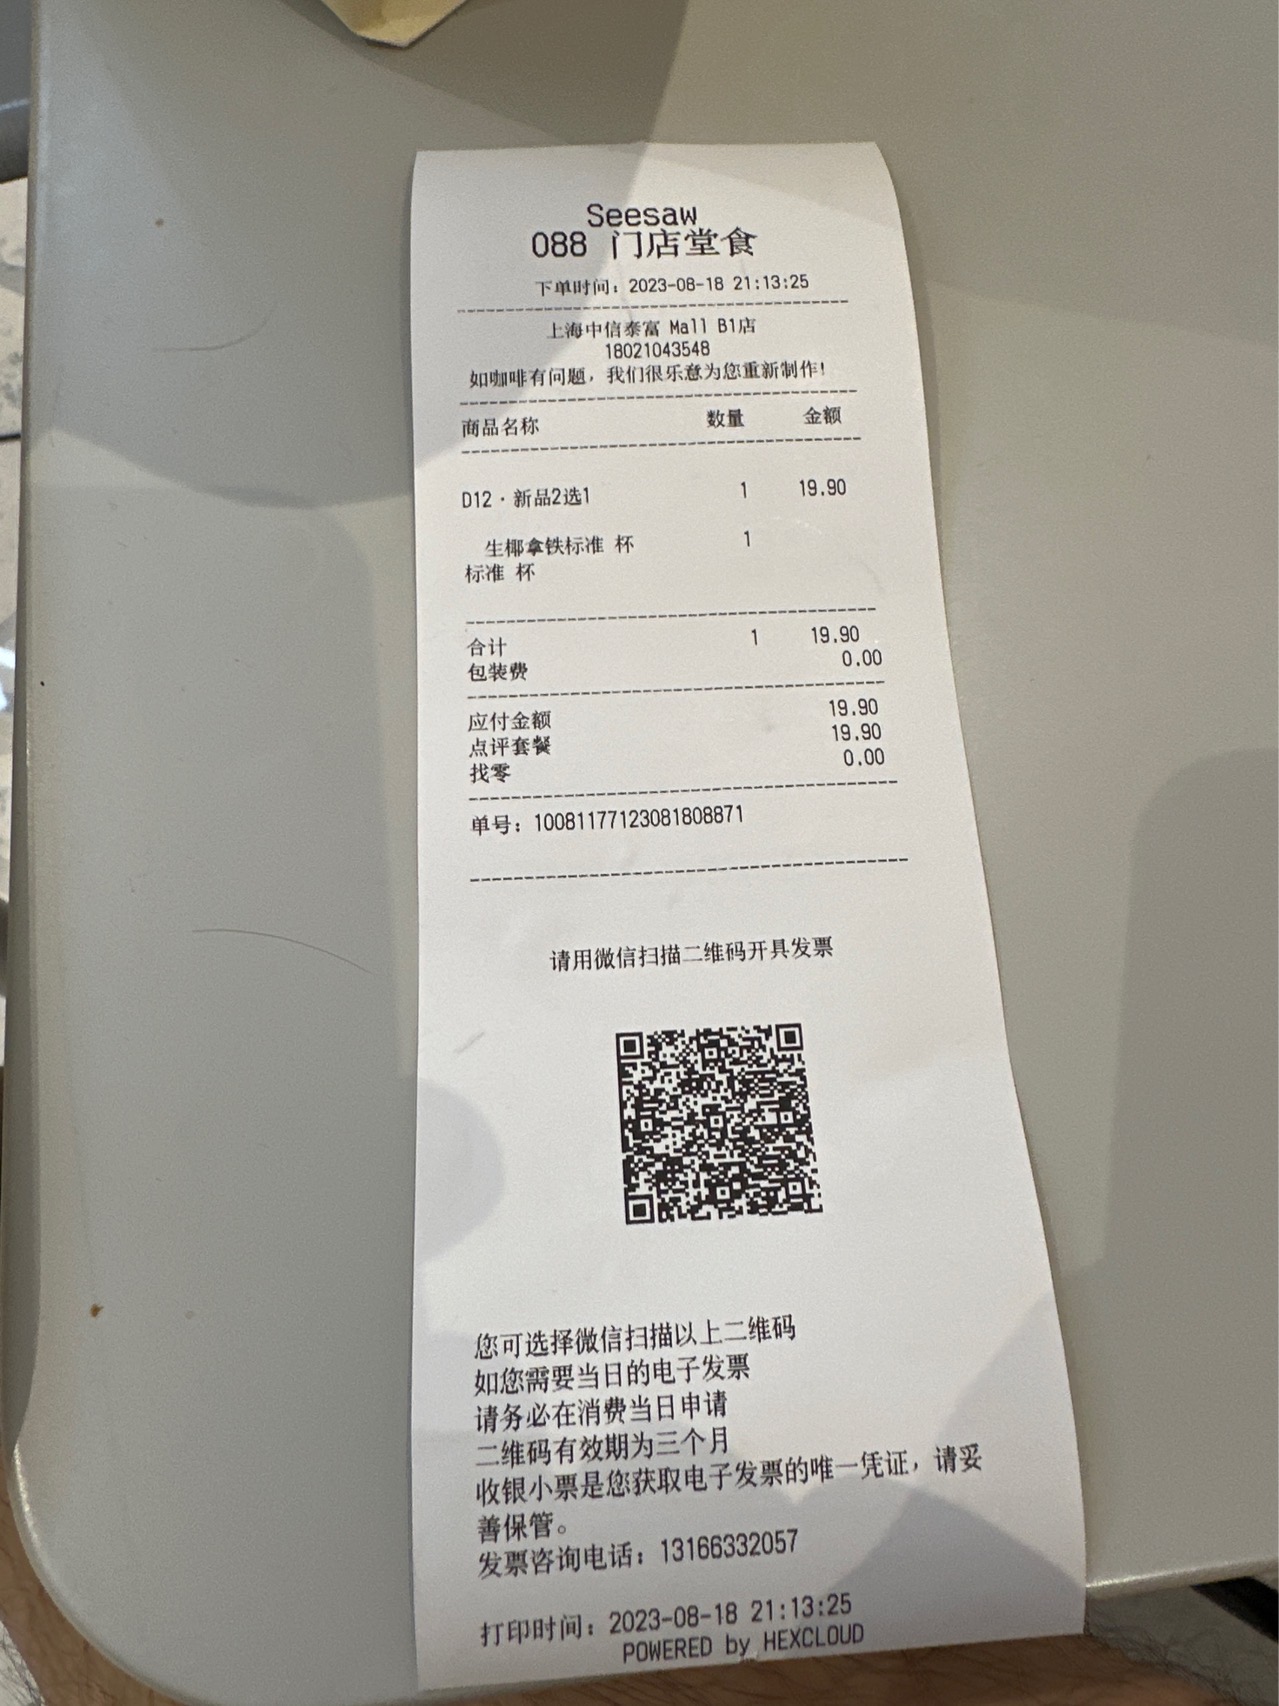 Seesaw
088 门店堂食
下单时间：2023-08-18 21:13:25
上海中信泰富 Mall B1店
18021043548
如咖啡有问题，我们很乐意为您重新制作！
商品名称 数量 金额
D12·新品2选1 1 19.90
生椰拿铁标准 杯 1
标准 杯
合计 1 19.90
包装费 0.00
应付金额 19.90
点评套餐 19.90
找零 0.00
单号：10081177123081808871
请用微信扫描二维码开具发票
您可选择微信扫描以上二维码
如您需要当日的电子发票
请务必在消费当日申请
二维码有效期为三个月
收银小票是您获取电子发票的唯一凭证，请妥
善保管。
发票咨询电话：13166332057
打印时间：2023-08-18 21:13:25
POWERED by HEXCLOUD